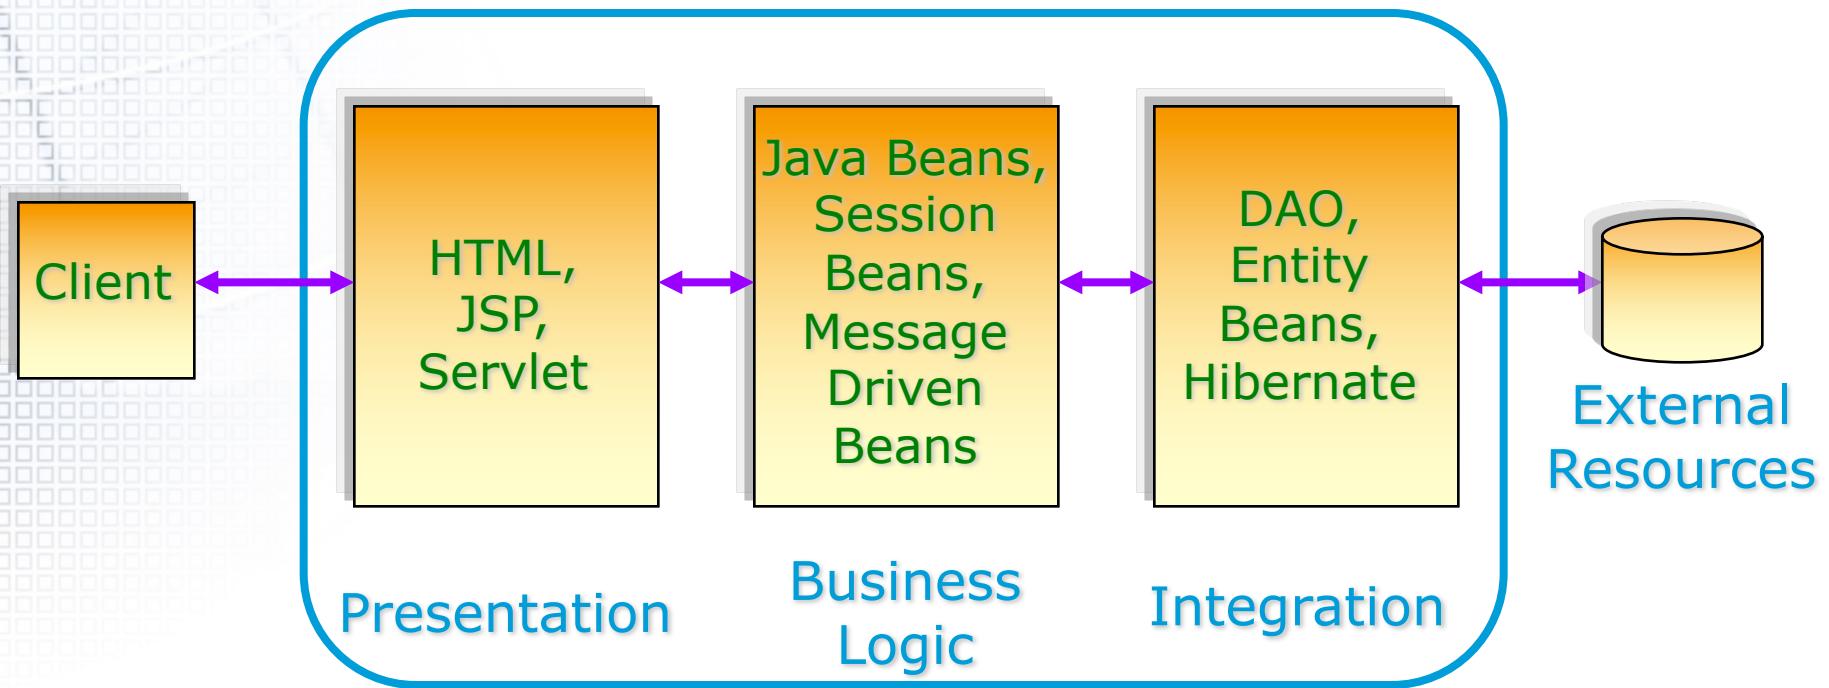 Client
HTML,
JSP,
Servlet
Java Beans,
Session
Beans,
Message
Driven
Beans
DAO,
Entity
Beans,
Hibernate
External
Resources
Presentation
Business
Logic
Integration